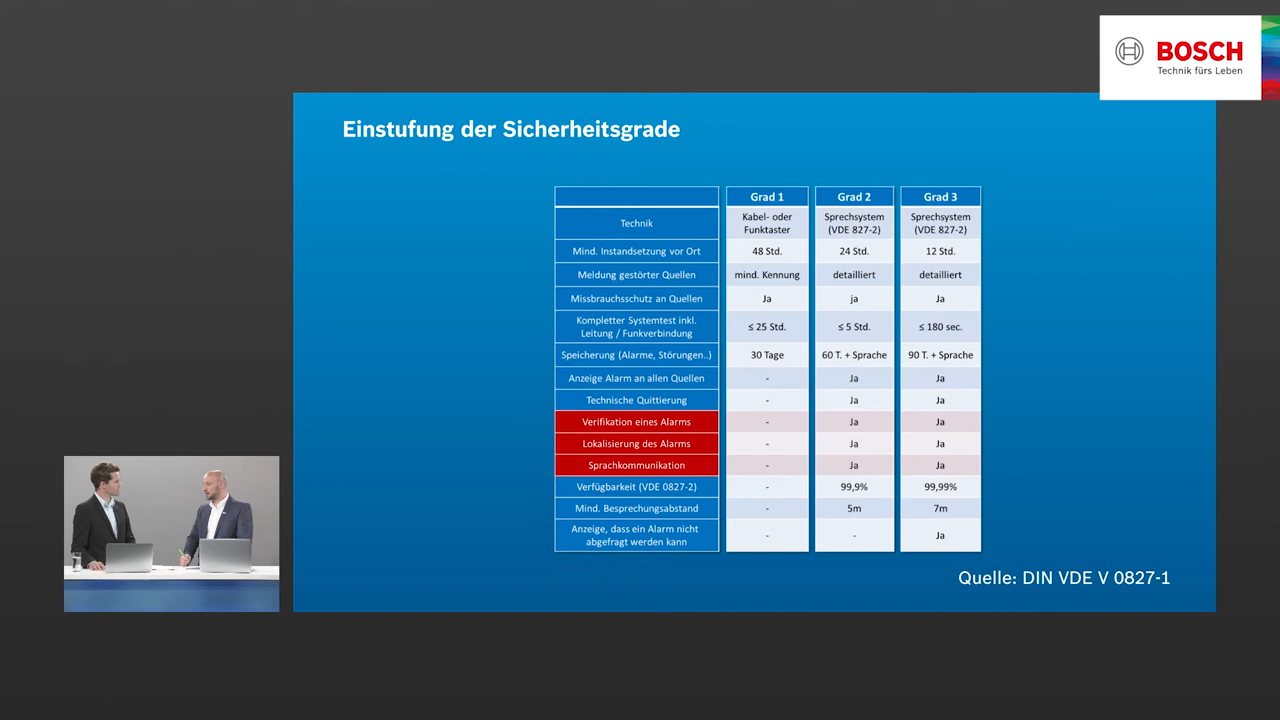 BOSCH
Technik fürs Leben
Einstufung der Sicherheitsgrade
Grad 1 Grad 2 Grad 3
Technik Kabel- oder Funktaster Sprechsystem (VDE 827-2) Sprechsystem (VDE 827-2)
Mind. Instandsetzung vor Ort 48 Std. 24 Std. 12 Std.
Meldung gestörter Quellen mind. Kennung detailliert detailliert
Missbrauchsschutz an Quellen Ja ja Ja
Kompletter Systemtest inkl. Leitung / Funkverbindung ≤ 25 Std. ≤ 5 Std. ≤ 180 sec.
Speicherung (Alarme, Störungen..) 30 Tage 60 T. + Sprache 90 T. + Sprache
Anzeige Alarm an allen Quellen - Ja Ja
Technische Quittierung - Ja Ja
Verifikation eines Alarms - Ja Ja
Lokalisierung des Alarms - Ja Ja
Sprachkommunikation - Ja Ja
Verfügbarkeit (VDE 0827-2) - 99,9% 99,99%
Mind. Besprechungsabstand - 5m 7m
Anzeige, dass ein Alarm nicht abgefragt werden kann - - Ja
Quelle: DIN VDE V 0827-1